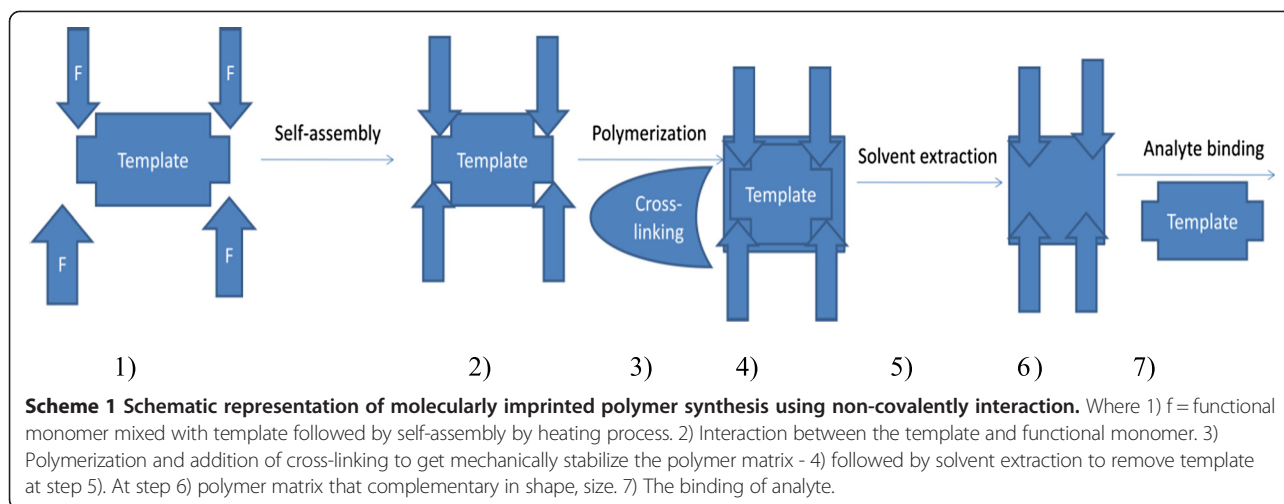 F
F
Self-assembly
Polymerization
Solvent extraction
Analyte binding
Template
Template
Template
Template
Cross-
linking
F
F
1)
2)
3)
4)
5)
6)
7)
Scheme 1 Schematic representation of molecularly imprinted polymer synthesis using non-covalently interaction. Where 1) f = functional
monomer mixed with template followed by self-assembly by heating process. 2) Interaction between the template and functional monomer. 3)
Polymerization and addition of cross-linking to get mechanically stabilize the polymer matrix - 4) followed by solvent extraction to remove template
at step 5). At step 6) polymer matrix that complementary in shape, size. 7) The binding of analyte.